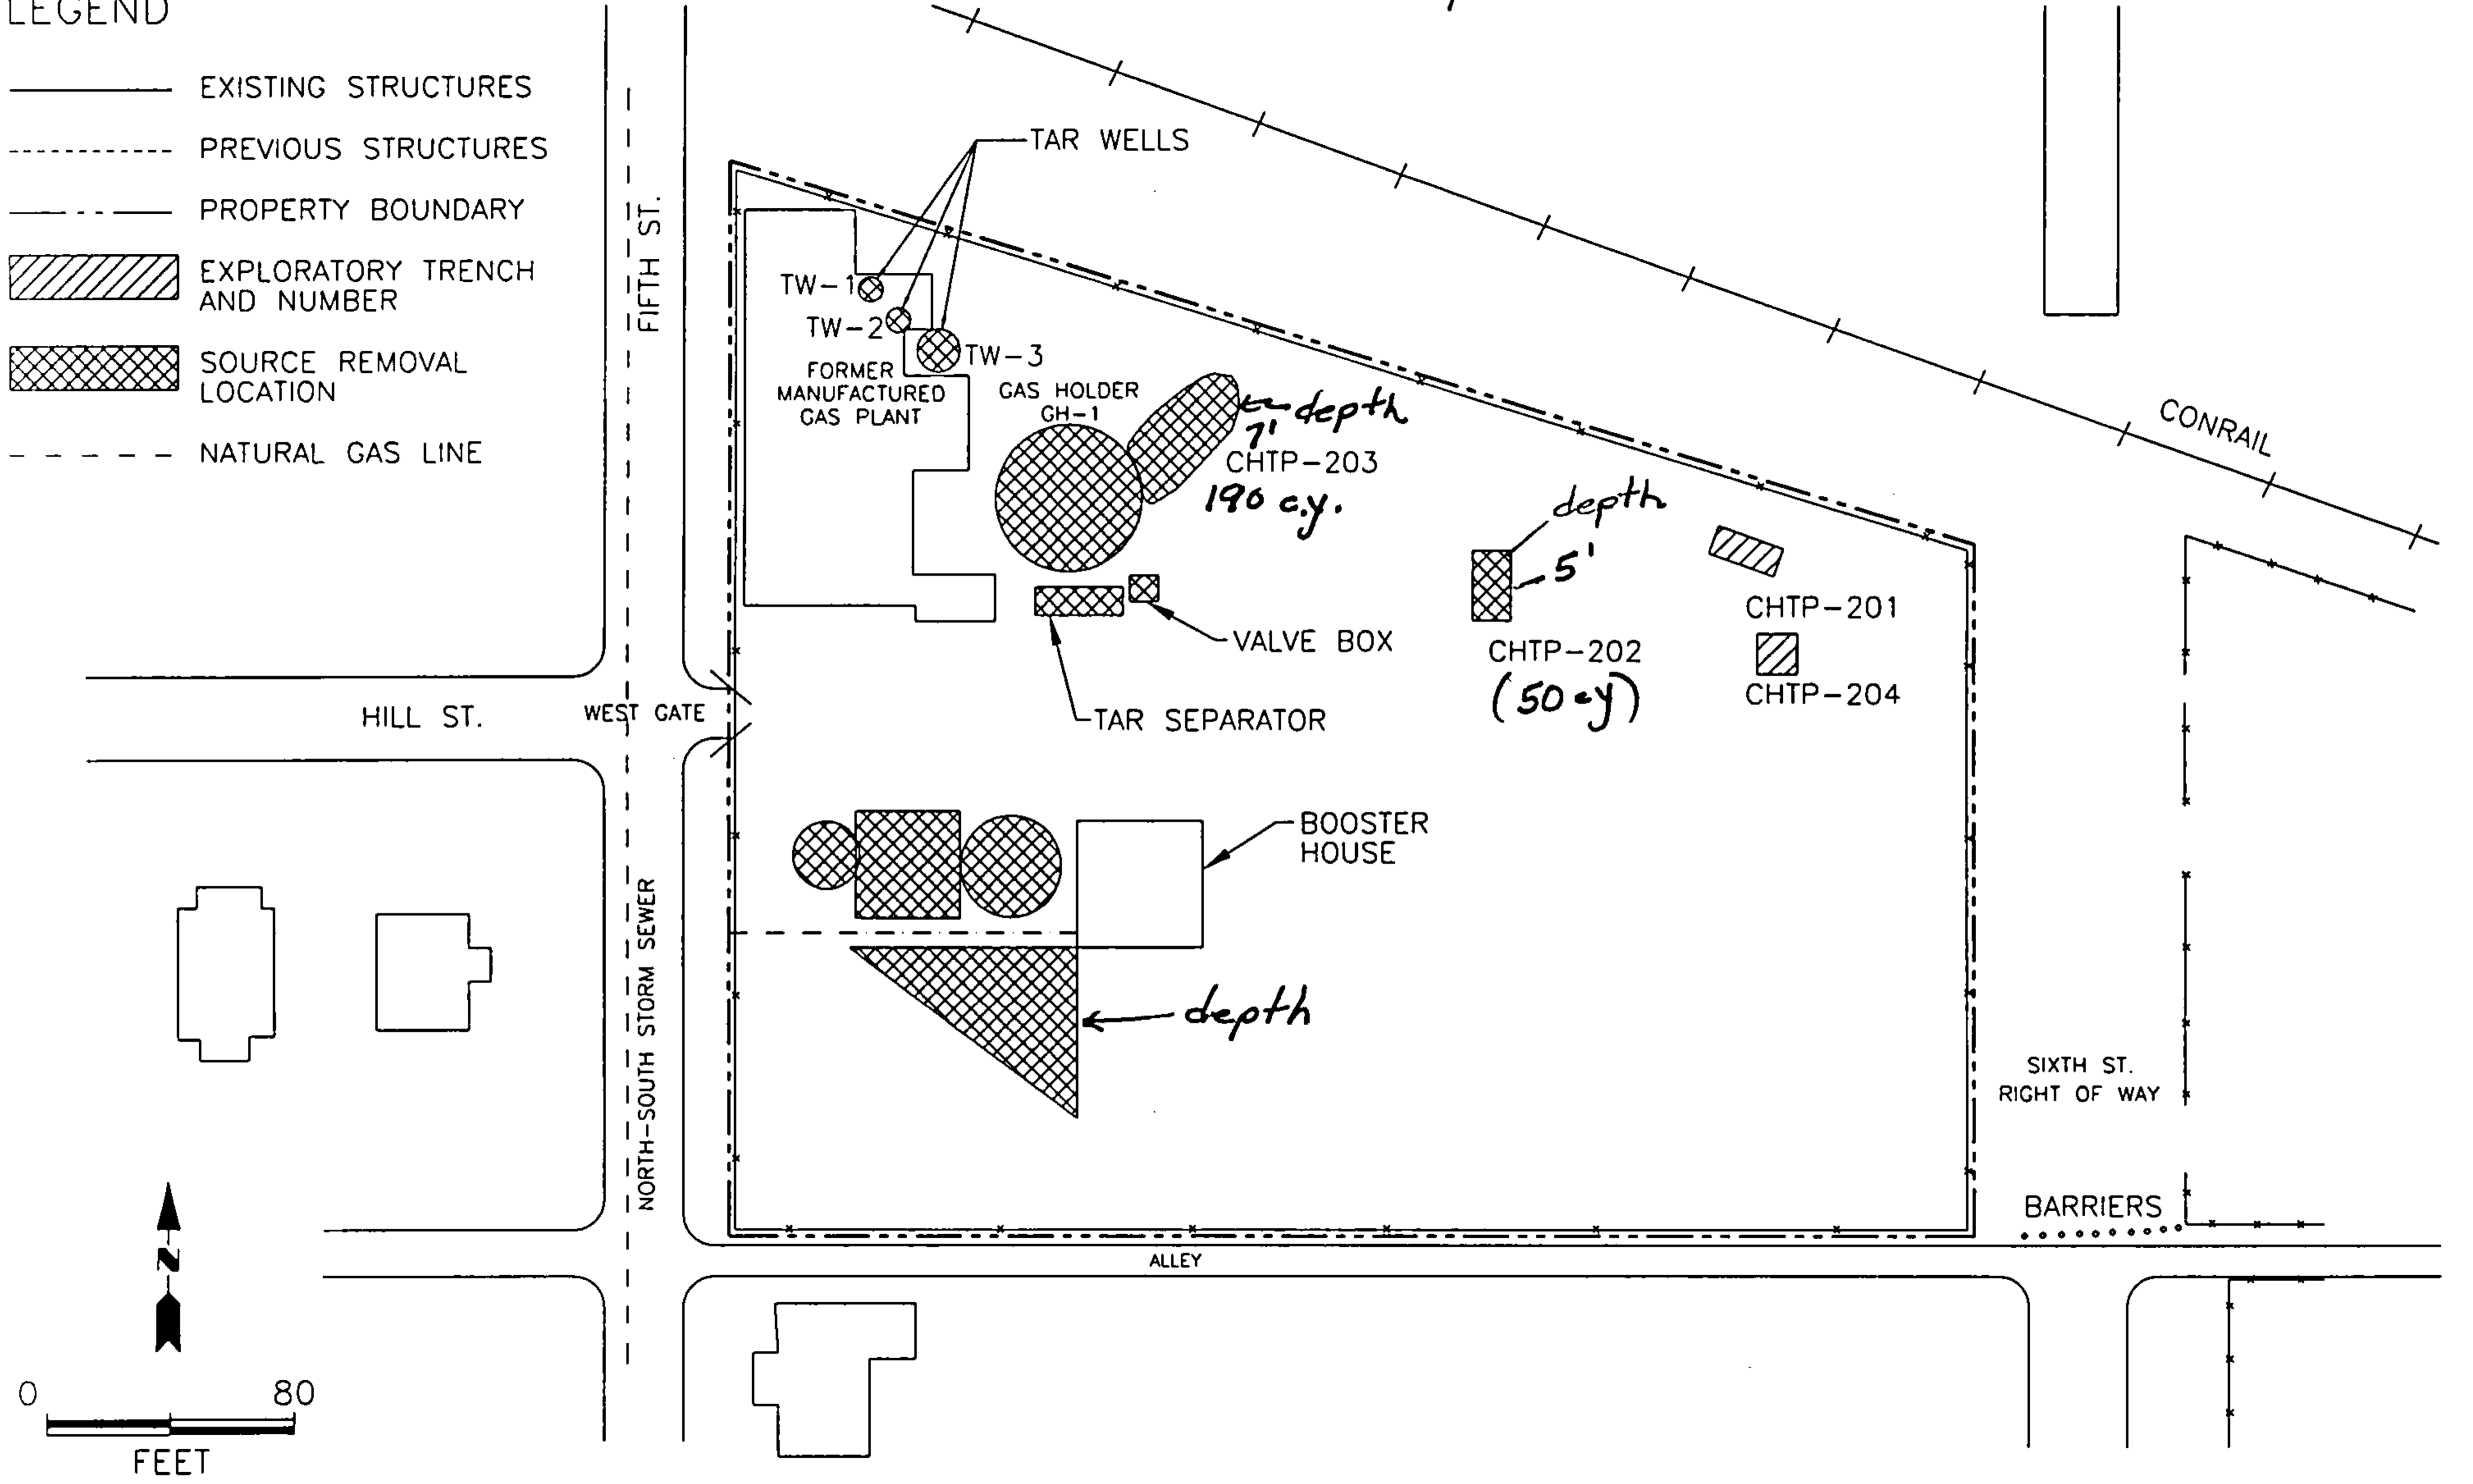 LEGEND
EXISTING STRUCTURES
PREVIOUS STRUCTURES
PROPERTY BOUNDARY
EXPLORATORY TRENCH
AND NUMBER
SOURCE REMOVAL
LOCATION
NATURAL GAS LINE
FIFTH ST.
TAR WELLS
TW-1
TW-2
TW-3
FORMER
MANUFACTURED
GAS PLANT
GAS HOLDER
GH-1
depth
7'
CHTP-203
190 c.y.
depth
5'
CONRAIL
CHTP-201
CHTP-202
(50 cy)
CHTP-204
VALVE BOX
TAR SEPARATOR
HILL ST.
WEST GATE
BOOSTER
HOUSE
NORTH-SOUTH STORM SEWER
depth
SIXTH ST.
RIGHT OF WAY
BARRIERS
ALLEY
N
0 80
FEET